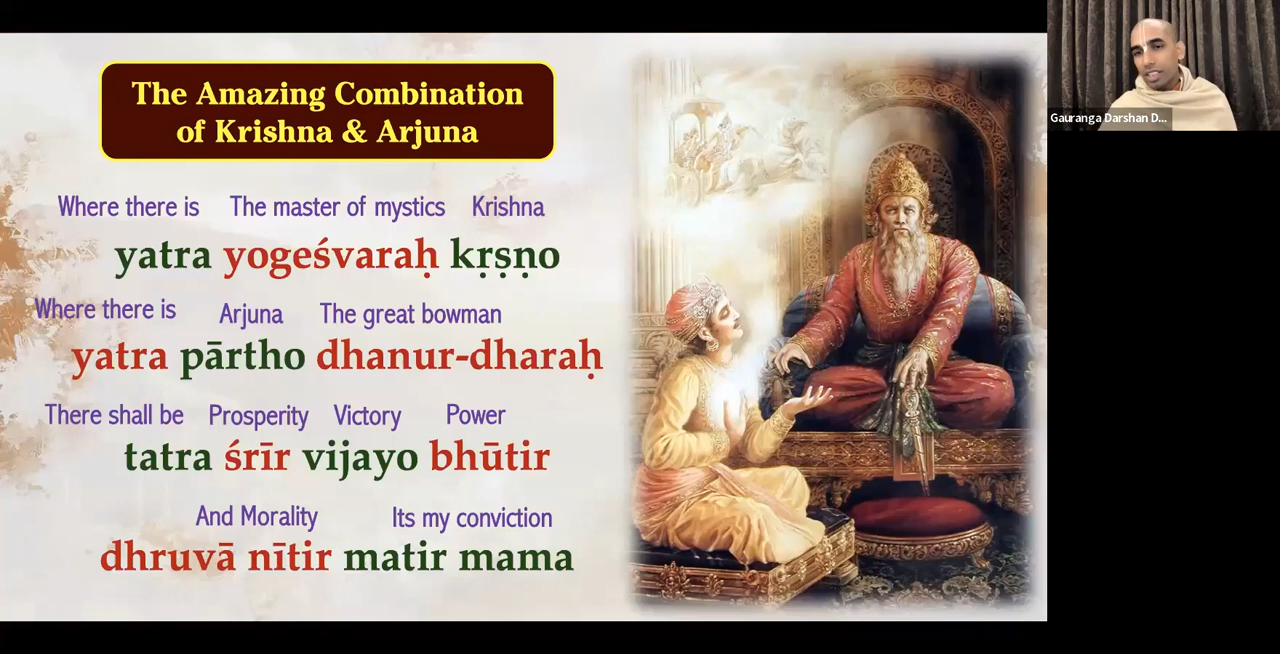 The Amazing Combination
of Krishna & Arjuna
Where there is The master of mystics Krishna
yatra yogeśvaraḥ kṛṣṇo
Where there is Arjuna The great bowman
yatra pārtho dhanur-dharaḥ
There shall be Prosperity Victory Power
tatra śrīr vijayo bhūtir
And Morality Its my conviction
dhruvā nītir matir mama
Gauranga Darshan D...